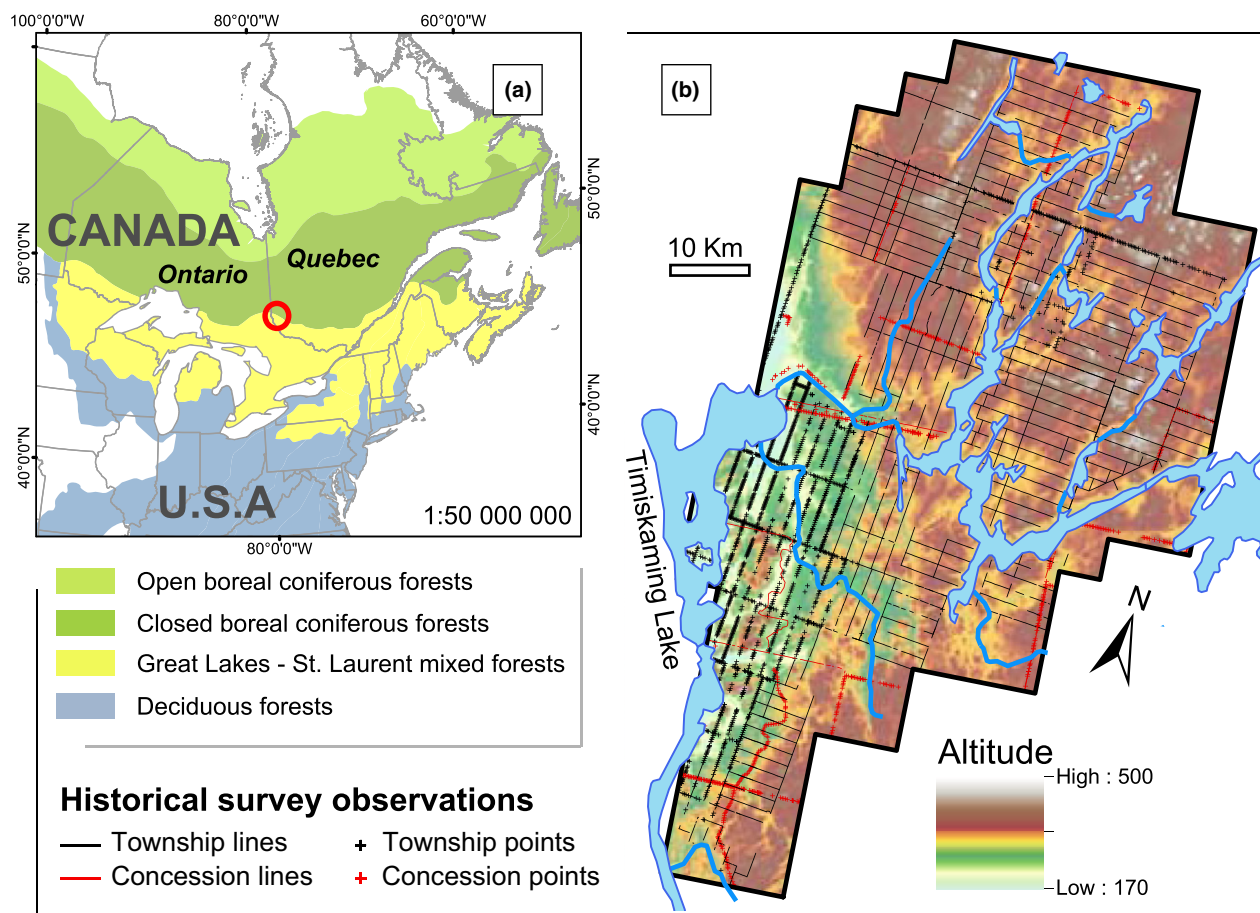 100°0'0"W 80°0'0"W 60°0'0"W
(a)
(b)
50°0'0"N
50°0'0"N
40°0'0"N
40°0'0"N
CANADA
Ontario
Quebec
U.S.A
1:50 000 000
80°0'0"W
10 Km
Timiskaming Lake
N
Open boreal coniferous forests
Closed boreal coniferous forests
Great Lakes - St. Laurent mixed forests
Deciduous forests
Historical survey observations
Township lines
Township points
Concession lines
Concession points
Altitude
High : 500
Low : 170